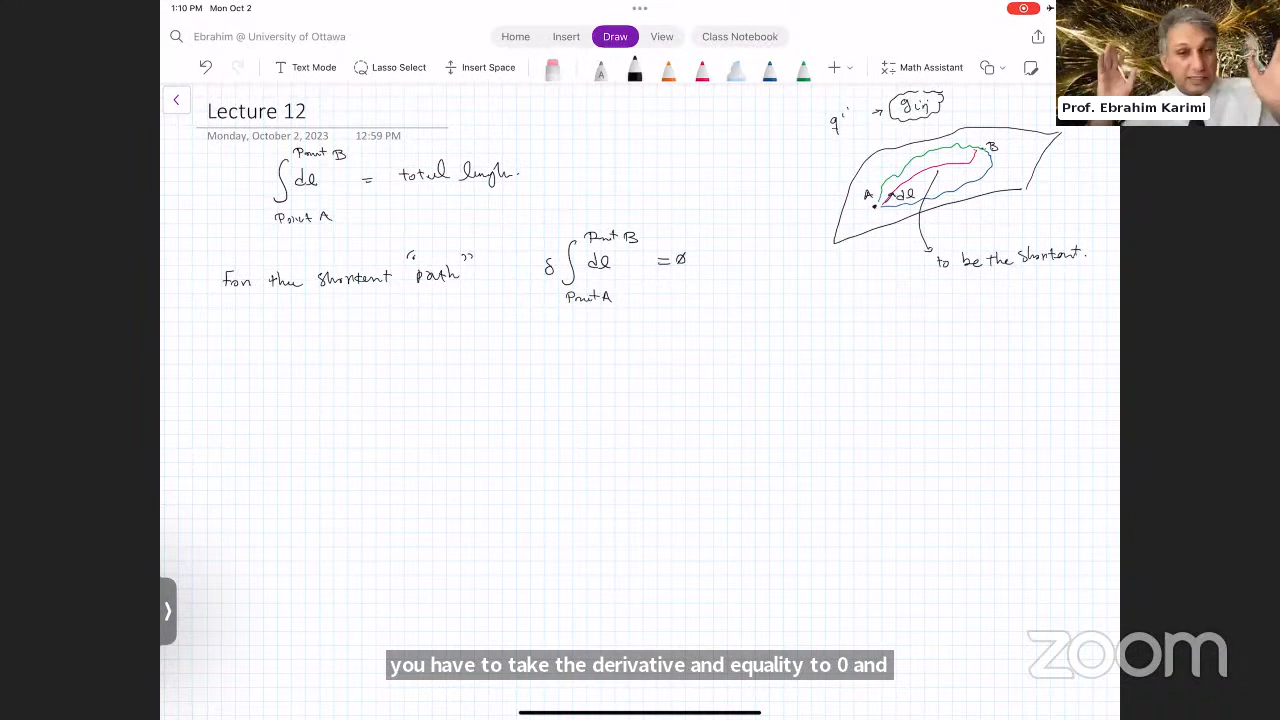 1:10 PM Mon Oct 2
Ebrahim @ University of Ottawa
Home Insert Draw View Class Notebook
Text Mode Lasso Select Insert Math Assistant
Prof. Ebrahim Karimi
Lecture 12
Monday, October 2, 2023 12:59 PM
∫ Point A Point B dl = total length.
q^i → g_ij
A dl B
to be the shortest.
For the shortest "path" δ ∫ Point A Point B dl = 0
you have to take the derivative and equality to 0 and
zoom